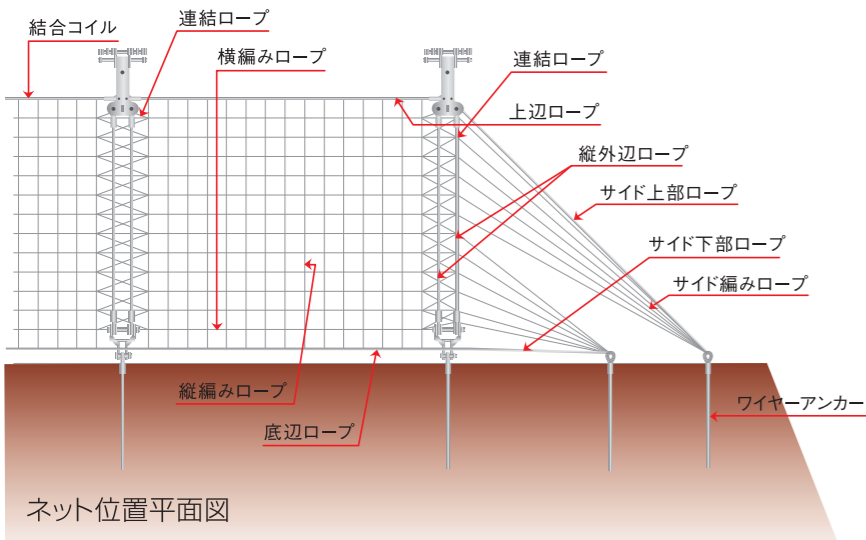 連結ロープ
結合コイル
横編みロープ
連結ロープ
上辺ロープ
縦外辺ロープ
サイド上部ロープ
サイド下部ロープ
サイド編みロープ
縦編みロープ
ワイヤーアンカー
底辺ロープ
ネット位置平面図